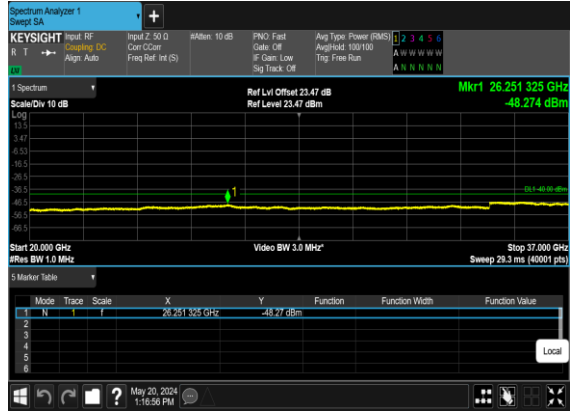 Spectrum Analyzer 1
Swept SA
+
KEYSIGHT Input: RF Input Z: 50 Ω #Atten: 10 dB PNO: Fast Avg Type: Power (RMS) 1 2 3 4 5 6
R T Coupling: DC Corr CCorr Gate: Off Avg|Hold: 100/100 A W W W W W
Align: Auto Freq Ref: Int (S) IF Gain: Low Trig: Free Run
LV Sig Track: Off A N N N N N
1 Spectrum Ref Lvl Offset 23.47 dB Mkr1 26.251 325 GHz
Scale/Div 10 dB Ref Level 23.47 dBm -48.274 dBm
Log
13.5
3.47
-6.53
-16.5
-26.5
-36.5 1 DL1 -40.00 dBm
-46.5
-56.5
-66.5
Start 20.000 GHz Video BW 3.0 MHz* Stop 37.000 GHz
#Res BW 1.0 MHz Sweep 29.3 ms (40001 pts)
5 Marker Table
Mode Trace Scale X Y Function Function Width Function Value
1 N 1 f 26.251 325 GHz -48.27 dBm
2
3
4
5
6
Local
? May 20, 2024
1:16:56 PM